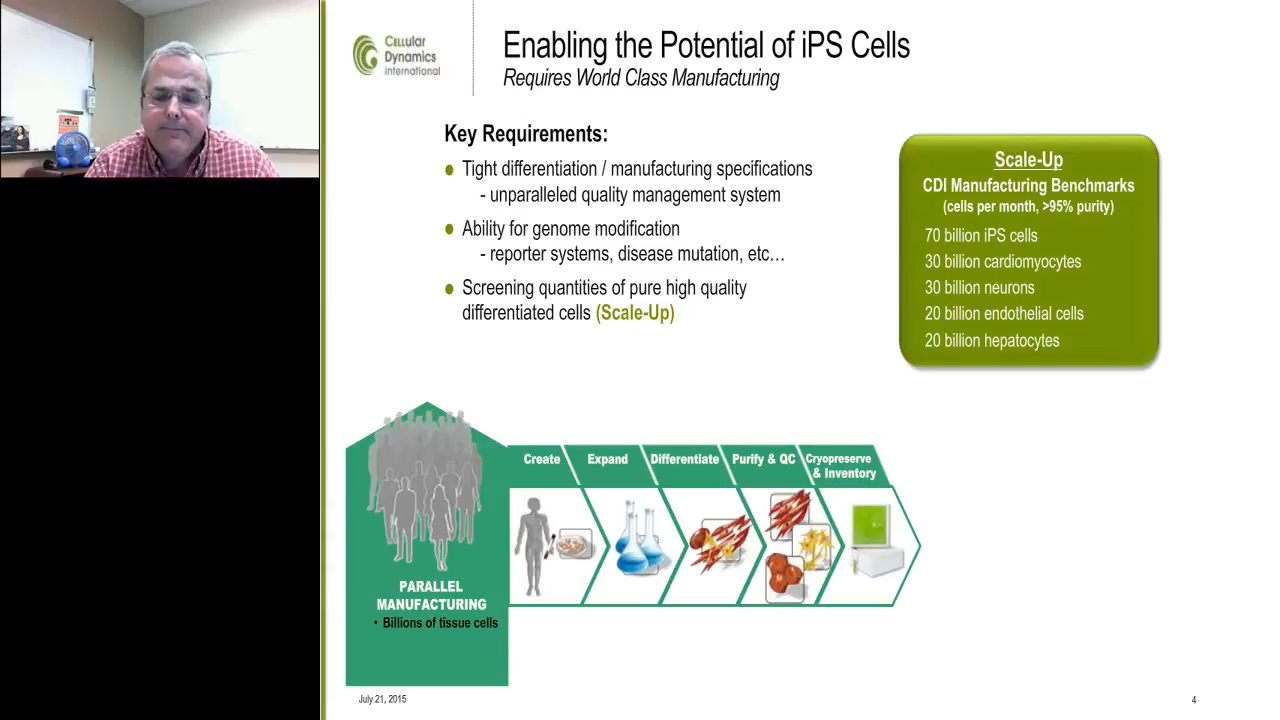 Cellular
Dynamics
international
Enabling the Potential of iPS Cells
Requires World Class Manufacturing
Key Requirements:
Tight differentiation / manufacturing specifications
- unparalleled quality management system
Ability for genome modification
- reporter systems, disease mutation, etc…
Screening quantities of pure high quality
differentiated cells (Scale-Up)
Scale-Up
CDI Manufacturing Benchmarks
(cells per month, >95% purity)
70 billion iPS cells
30 billion cardiomyocytes
30 billion neurons
20 billion endothelial cells
20 billion hepatocytes
Create
Expand
Differentiate
Purify & QC
Cryopreserve
& Inventory
PARALLEL
MANUFACTURING
• Billions of tissue cells
July 21, 2015
4